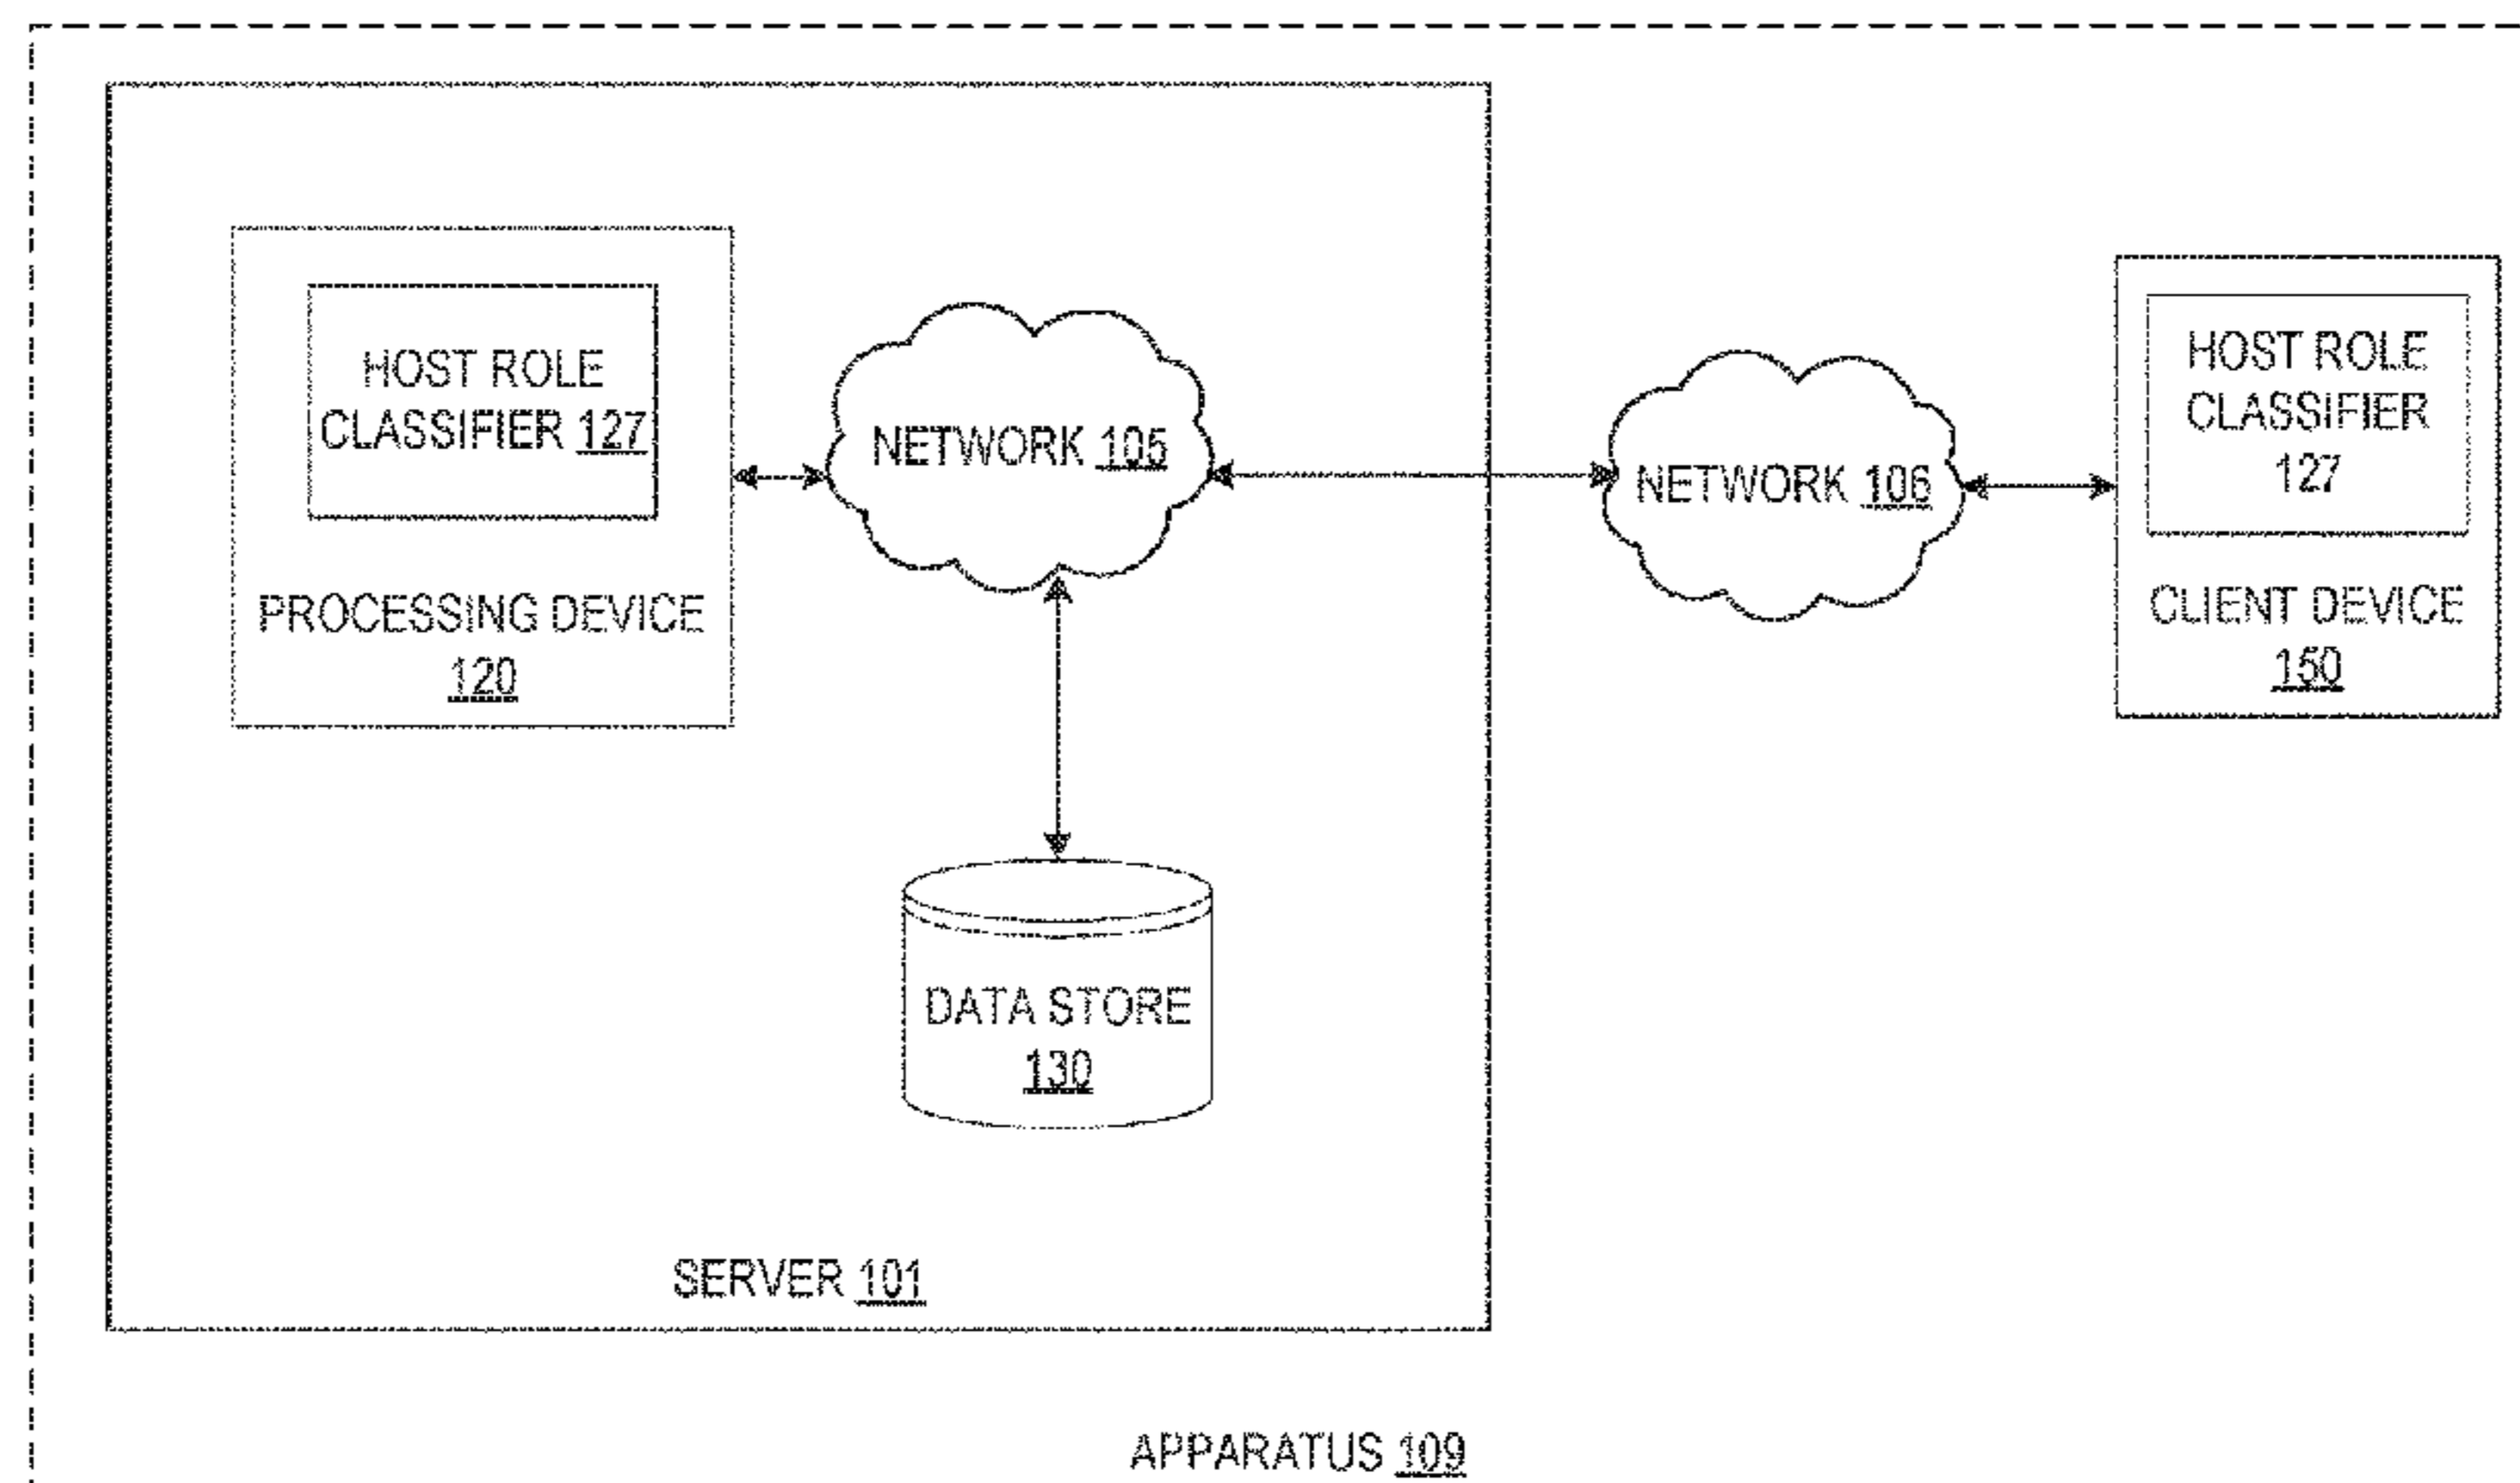 HOST ROLE
CLASSIFIER 127
PROCESSING DEVICE
120
NETWORK 105
DATA STORE
130
SERVER 101
NETWORK 106
HOST ROLE
CLASSIFIER
127
CLIENT DEVICE
150
APPARATUS 109